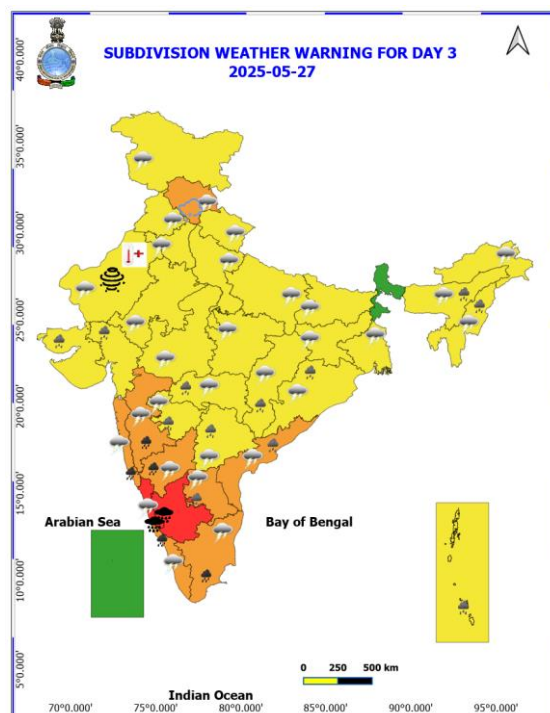 SUBDIVISION WEATHER WARNING FOR DAY 3
2025-05-27
40°0.000'
35°0.000'
30°0.000'
25°0.000'
20°0.000'
15°0.000'
10°0.000'
5°0.000'
Arabian Sea
Bay of Bengal
0 250 500 km
Indian Ocean
70°0.000' 75°0.000' 80°0.000' 85°0.000' 90°0.000' 95°0.000'